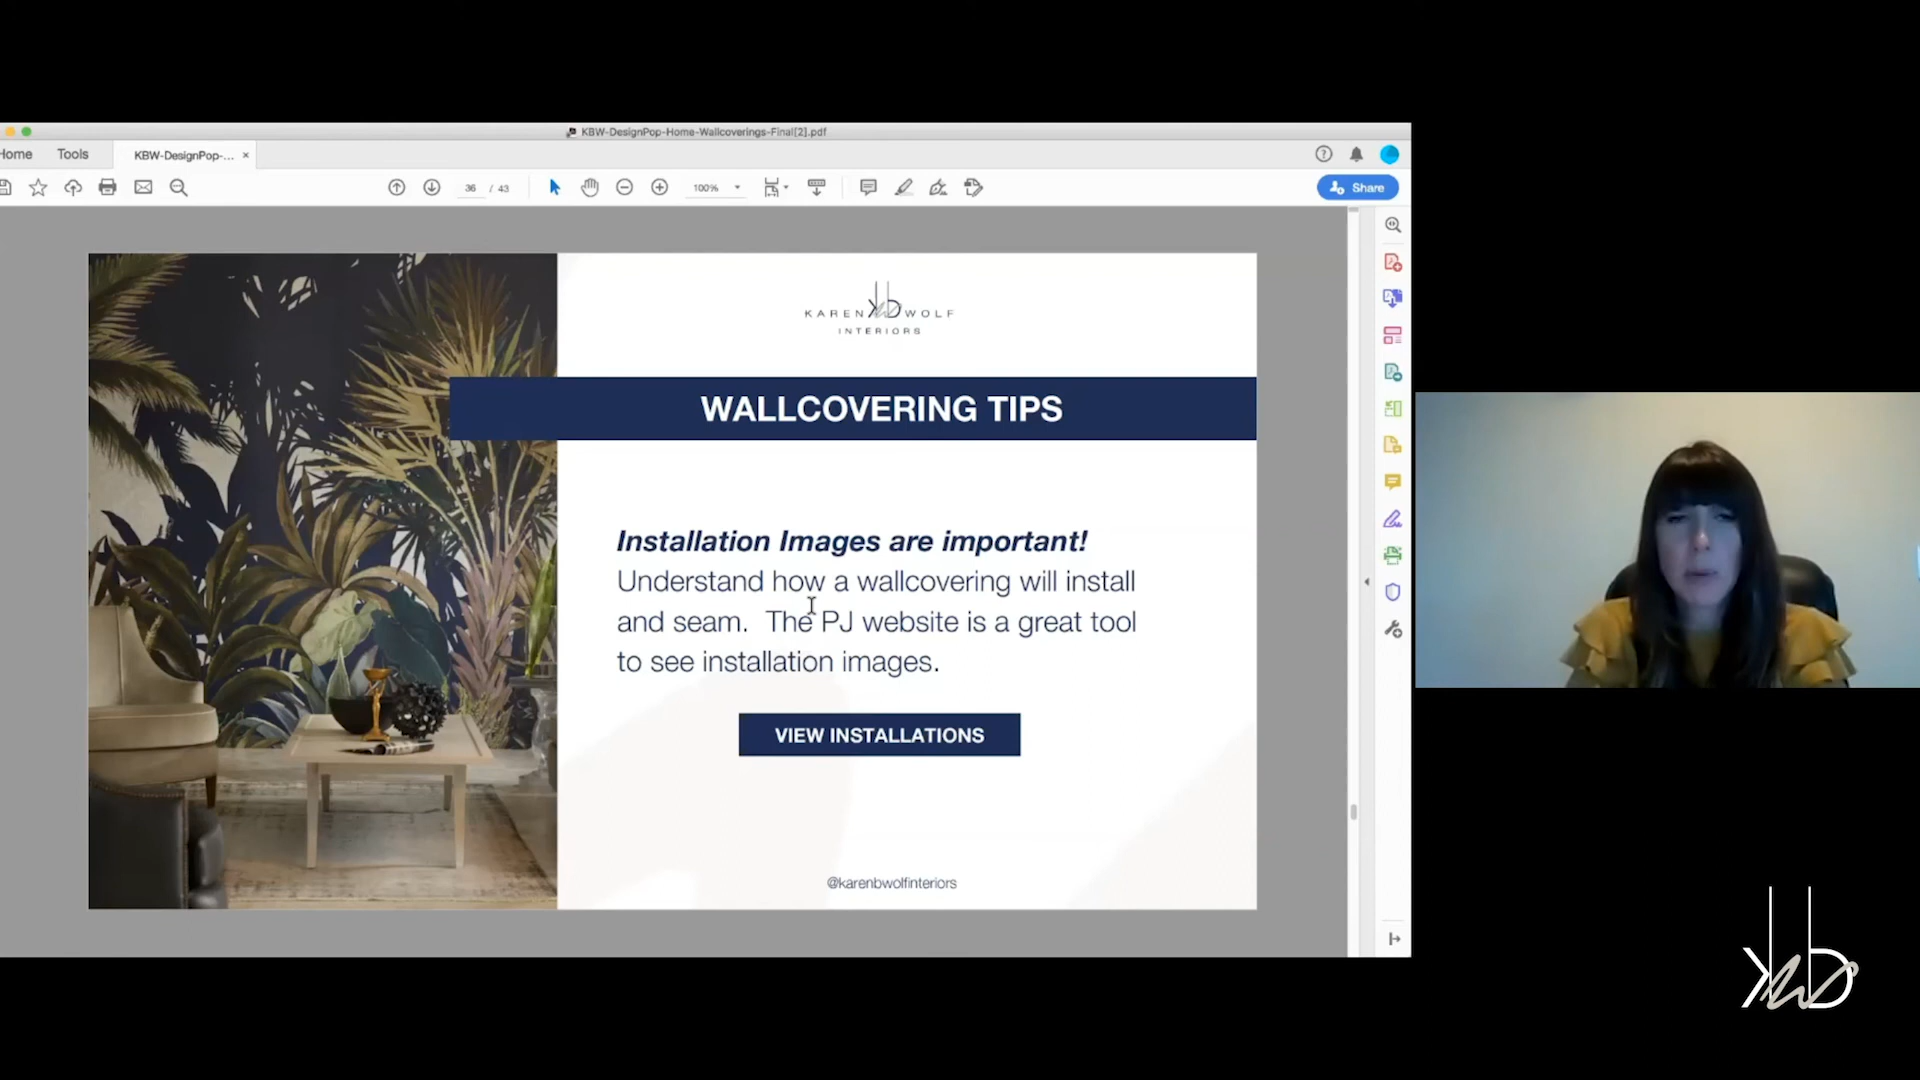 KBW-DesignPop-Home-Wallcoverings-Final[2].pdf
Home Tools KBW-DesignPop-... ×
36 / 43 100% Share
KAREN WOLF
INTERIORS
WALLCOVERING TIPS
Installation Images are important!
Understand how a wallcovering will install
and seam. The PJ website is a great tool
to see installation images.
VIEW INSTALLATIONS
@karenbwolfinteriors